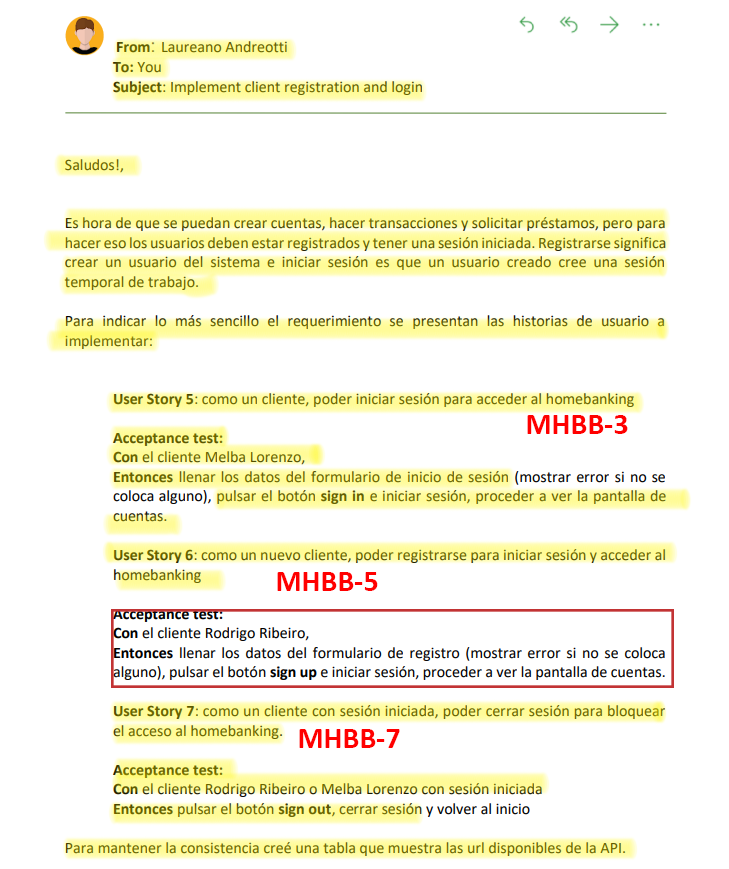 From: Laureano Andreotti
To: You
Subject: Implement client registration and login
Saludos!,
Es hora de que se puedan crear cuentas, hacer transacciones y solicitar préstamos, pero para
hacer eso los usuarios deben estar registrados y tener una sesión iniciada. Registrarse significa
crear un usuario del sistema e iniciar sesión es que un usuario creado cree una sesión
temporal de trabajo.
Para indicar lo más sencillo el requerimiento se presentan las historias de usuario a
implementar:
User Story 5: como un cliente, poder iniciar sesión para acceder al homebanking
MHBB-3
Acceptance test:
Con el cliente Melba Lorenzo,
Entonces llenar los datos del formulario de inicio de sesión (mostrar error si no se
coloca alguno), pulsar el botón sign in e iniciar sesión, proceder a ver la pantalla de
cuentas.
User Story 6: como un nuevo cliente, poder registrarse para iniciar sesión y acceder al
homebanking
MHBB-5
Acceptance test:
Con el cliente Rodrigo Ribeiro,
Entonces llenar los datos del formulario de registro (mostrar error si no se coloca
alguno), pulsar el botón sign up e iniciar sesión, proceder a ver la pantalla de cuentas.
User Story 7: como un cliente con sesión iniciada, poder cerrar sesión para bloquear
el acceso al homebanking.
MHBB-7
Acceptance test:
Con el cliente Rodrigo Ribeiro o Melba Lorenzo con sesión iniciada
Entonces pulsar el botón sign out, cerrar sesión y volver al inicio
Para mantener la consistencia creé una tabla que muestra las url disponibles de la API.